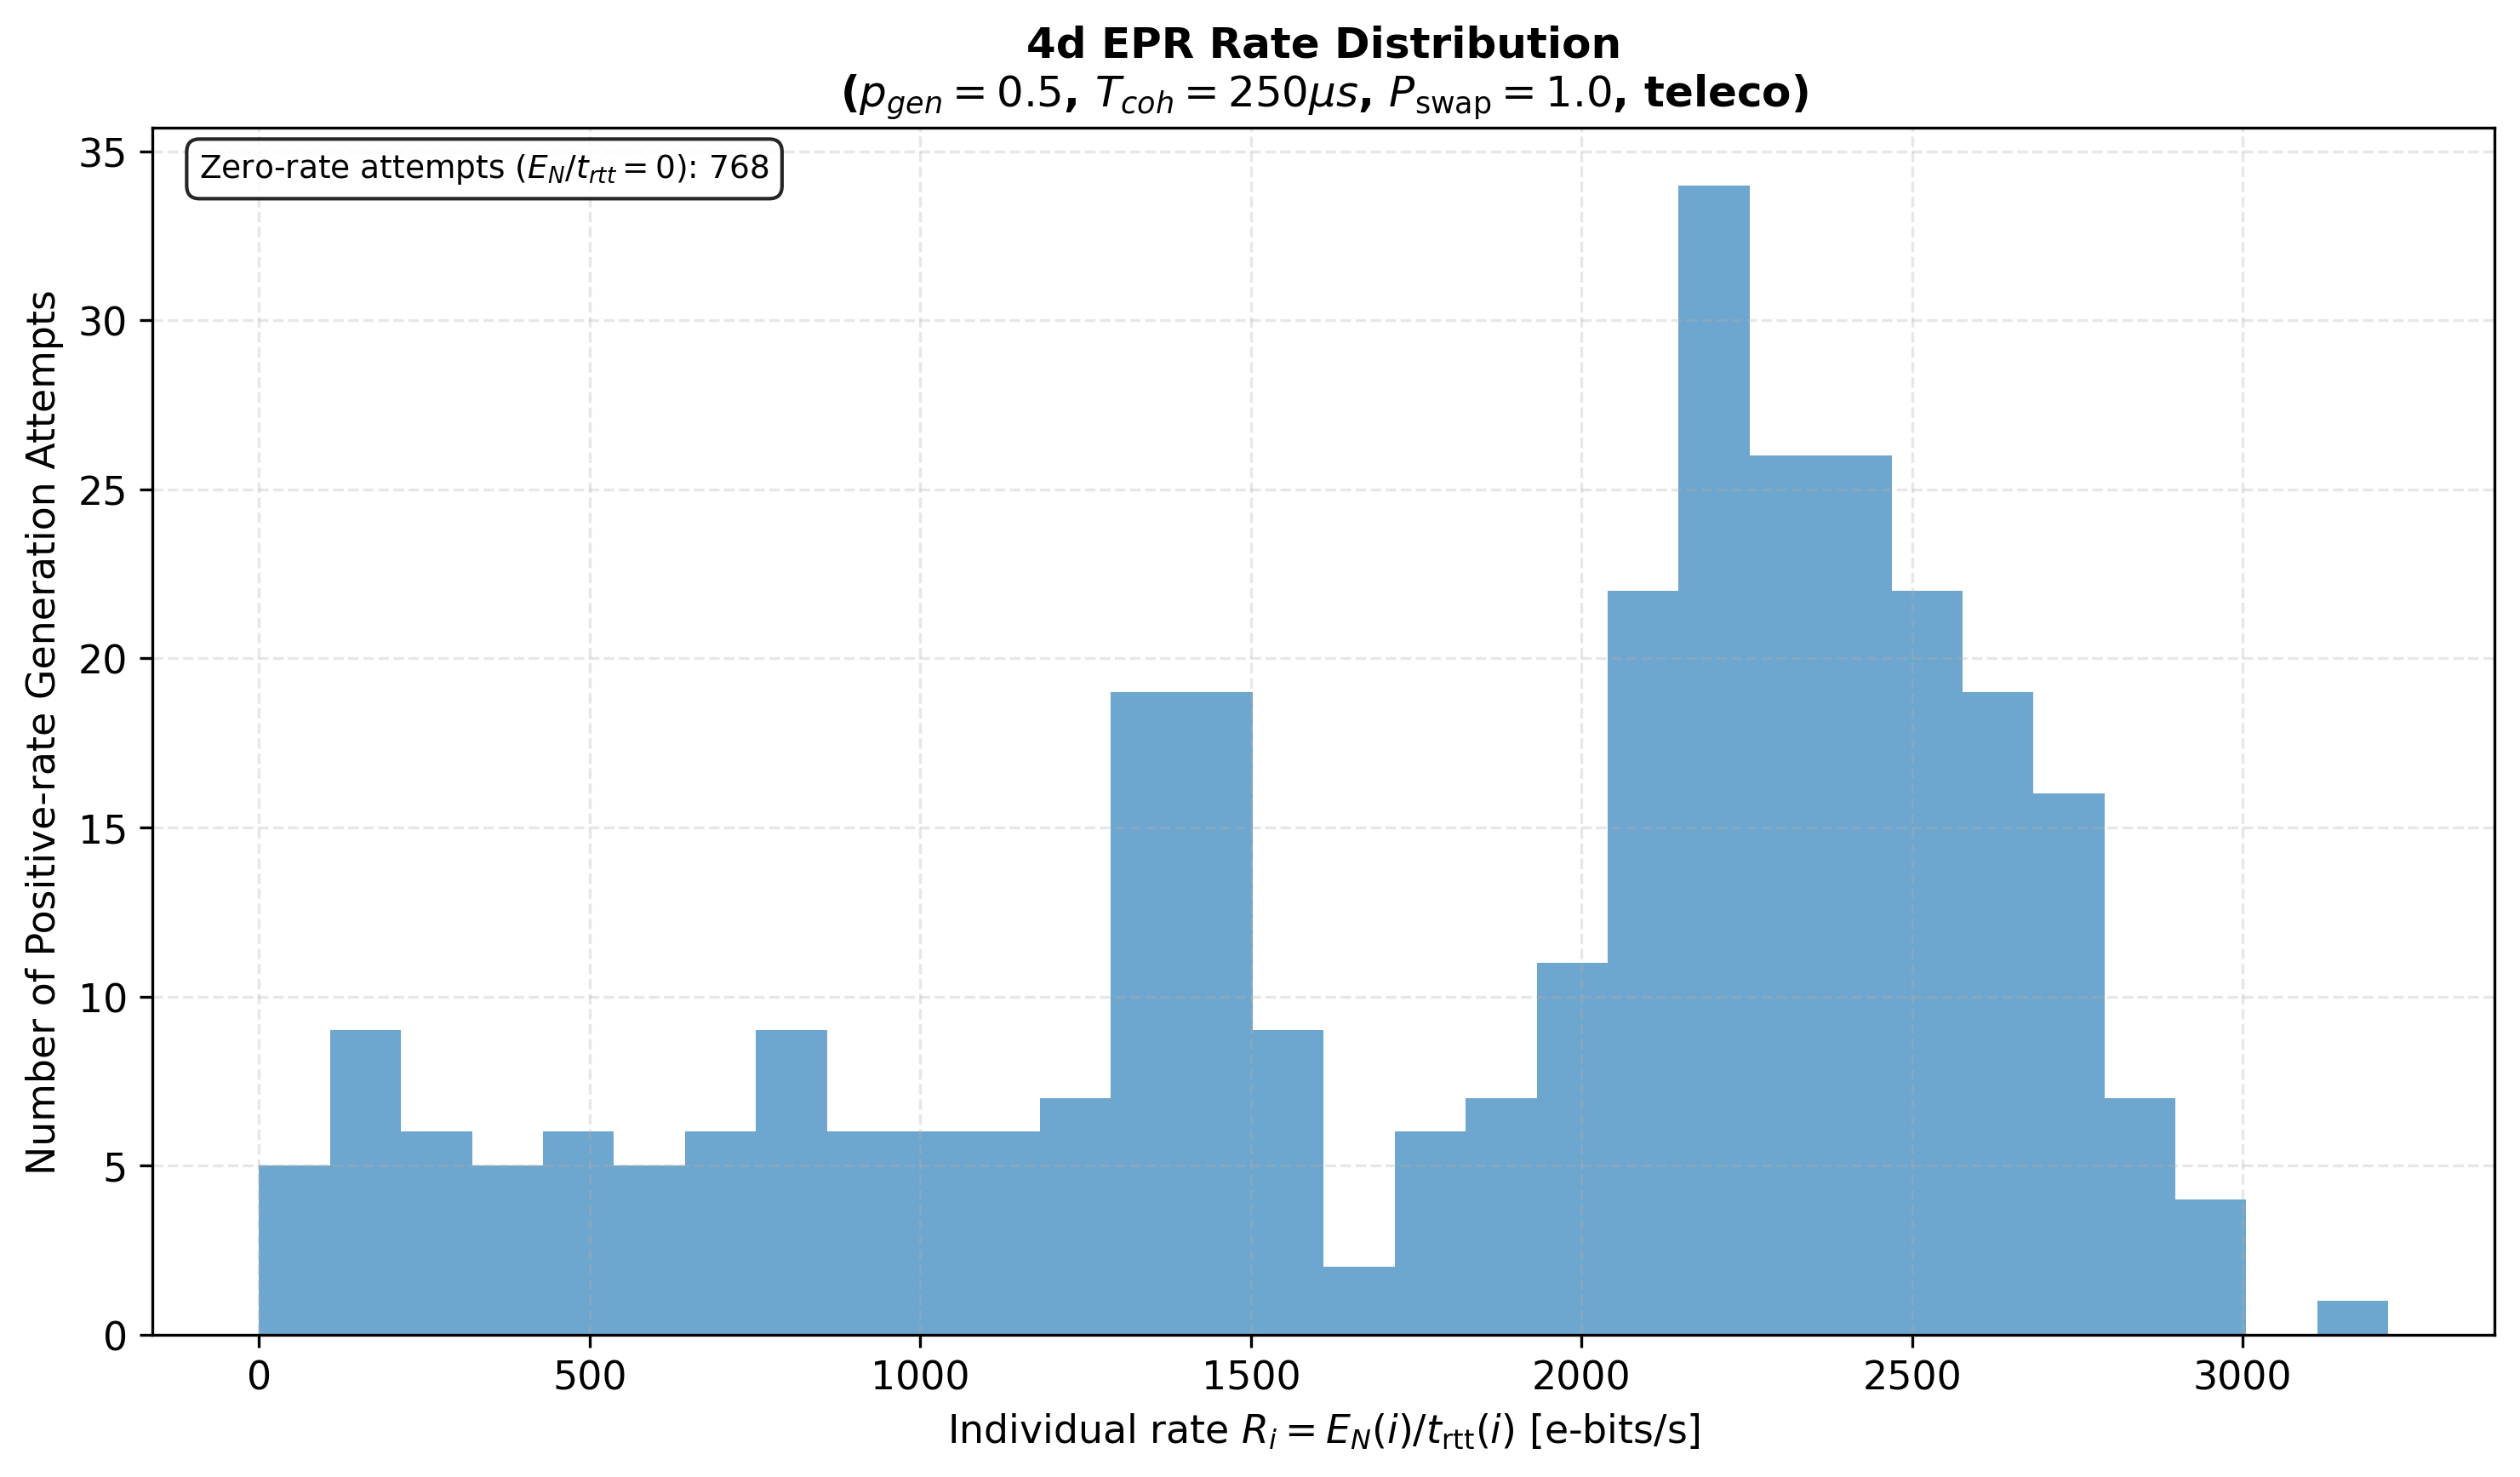 4d EPR Rate Distribution
(p_gen = 0.5, T_coh = 250μs, P_swap = 1.0, teleco)
Zero-rate attempts (E_N/t_rtt = 0): 768
Number of Positive-rate Generation Attempts
35
30
25
20
15
10
5
0
0 500 1000 1500 2000 2500 3000
Individual rate R_i = E_N(i)/t_rtt(i) [e-bits/s]